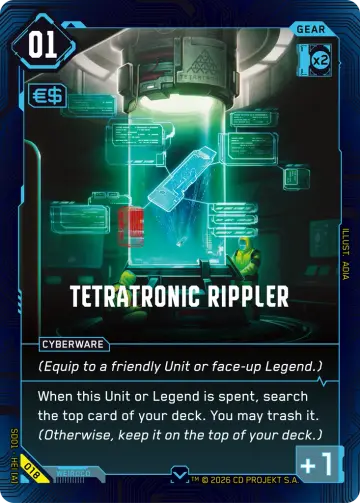 01
GEAR
€$
x2
TETRATRONIC RIPPLER
ILLUST. ADIA
CYBERWARE
(Equip to a friendly Unit or face-up Legend.)
When this Unit or Legend is spent, search
the top card of your deck. You may trash it.
(Otherwise, keep it on the top of your deck.)
+1
018
WEIRDCO
™ © 2026 CD PROJEKT S.A.